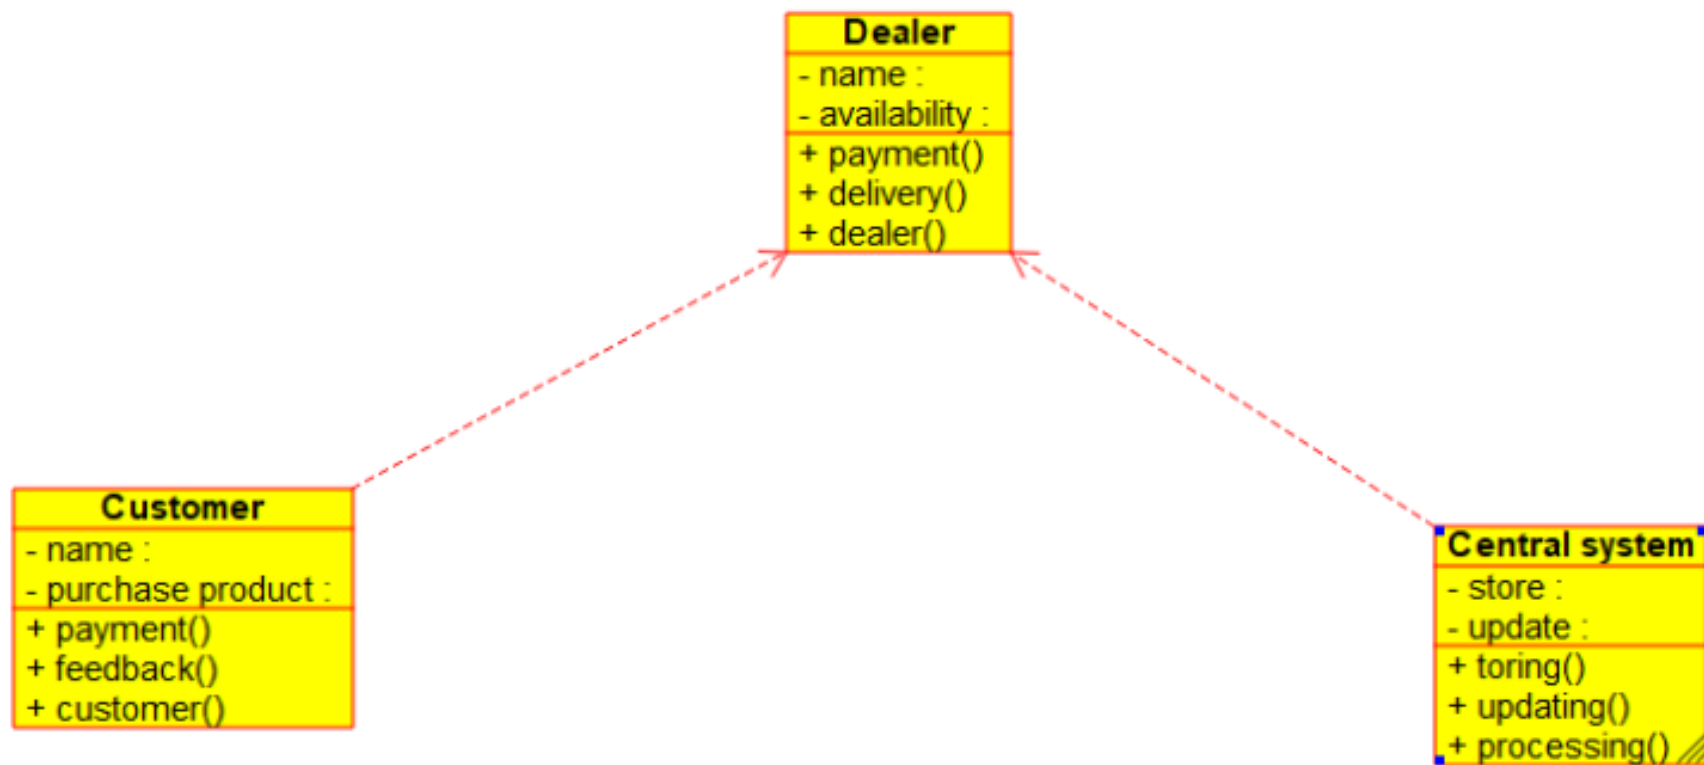 Dealer
- name :
- availability :
+ payment()
+ delivery()
+ dealer()
Customer
- name :
- purchase product :
+ payment()
+ feedback()
+ customer()
Central system
- store :
- update :
+ toring()
+ updating()
+ processing()